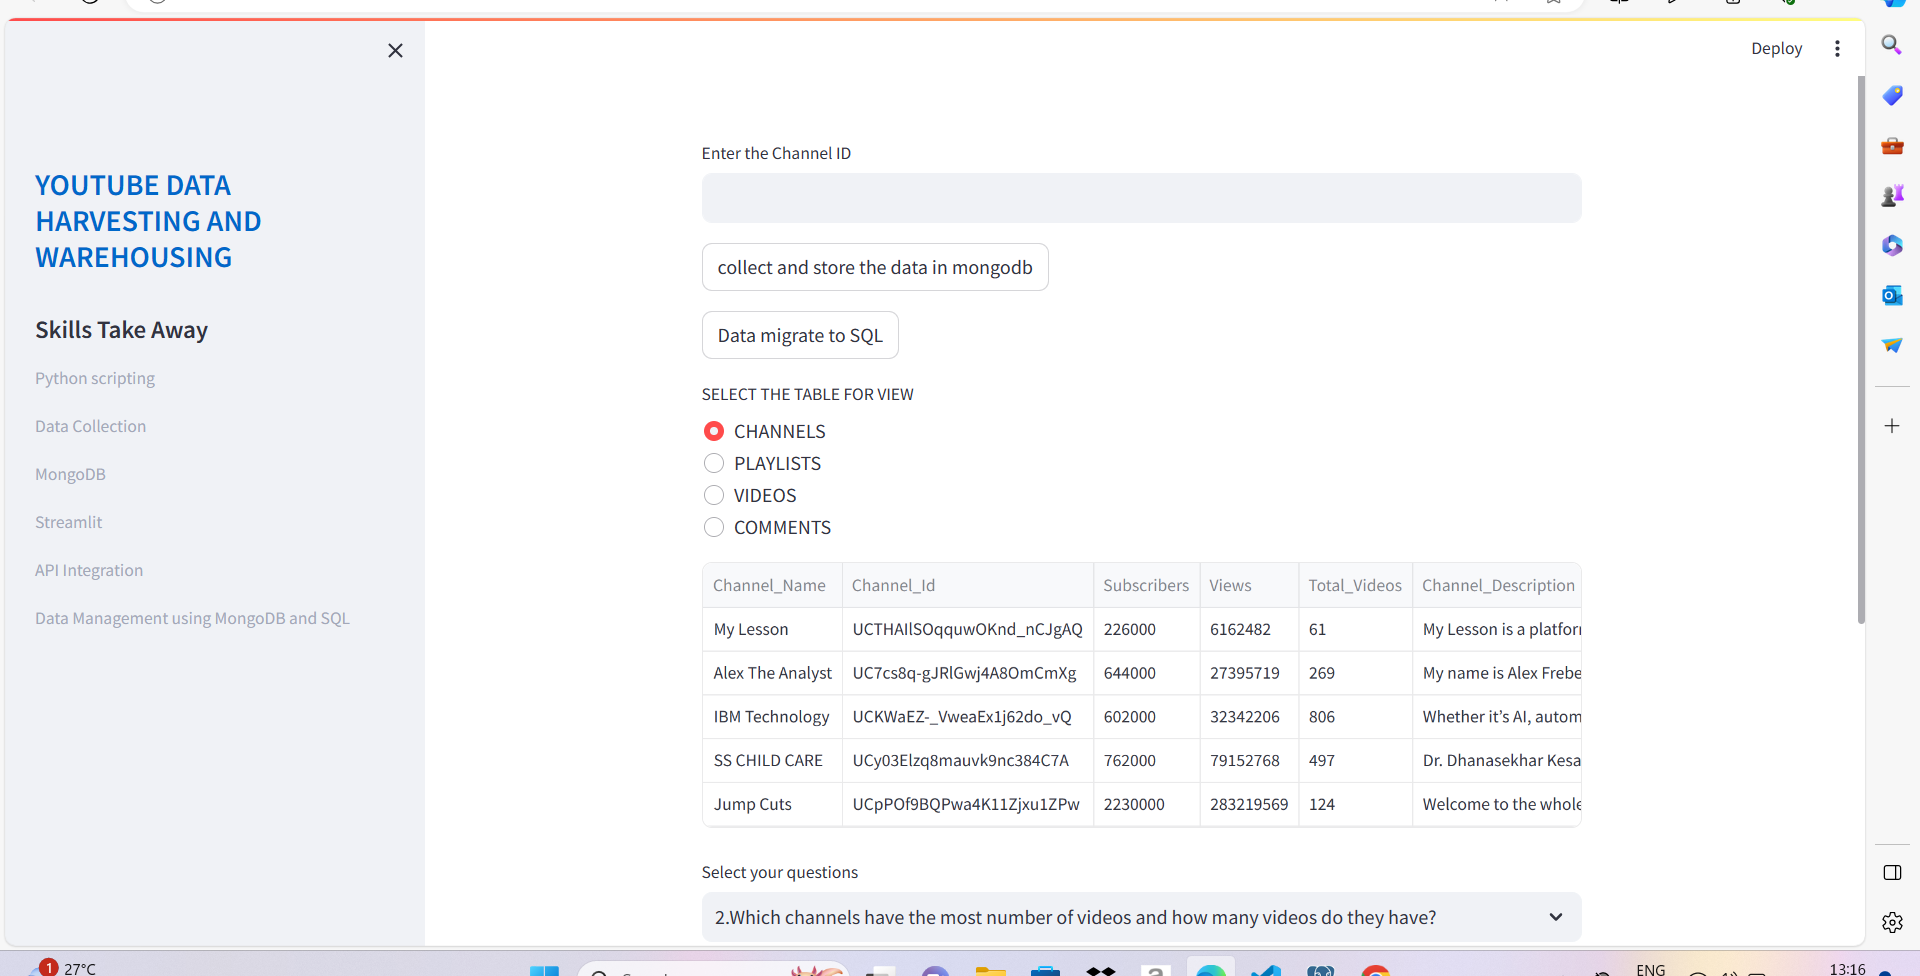 Deploy
YOUTUBE DATA
HARVESTING AND
WAREHOUSING
Skills Take Away
Python scripting
Data Collection
MongoDB
Streamlit
API Integration
Data Management using MongoDB and SQL
Enter the Channel ID
collect and store the data in mongodb
Data migrate to SQL
SELECT THE TABLE FOR VIEW
CHANNELS
PLAYLISTS
VIDEOS
COMMENTS
Channel_Name Channel_Id Subscribers Views Total_Videos Channel_Description
My Lesson UCTHAIlSOqquwOKnd_nCJgAQ 226000 6162482 61 My Lesson is a platfor
Alex The Analyst UC7cs8q-gJRlGwj4A8OmCmXg 644000 27395719 269 My name is Alex Frebe
IBM Technology UCKWaEZ-_VweaEx1j62do_vQ 602000 32342206 806 Whether it’s AI, autom
SS CHILD CARE UCy03Elzq8mauvk9nc384C7A 762000 79152768 497 Dr. Dhanasekhar Kesa
Jump Cuts UCpPOf9BQPwa4K11Zjxu1ZPw 2230000 283219569 124 Welcome to the whole
Select your questions
2.Which channels have the most number of videos and how many videos do they have?
1 27°C
ENG 13:16